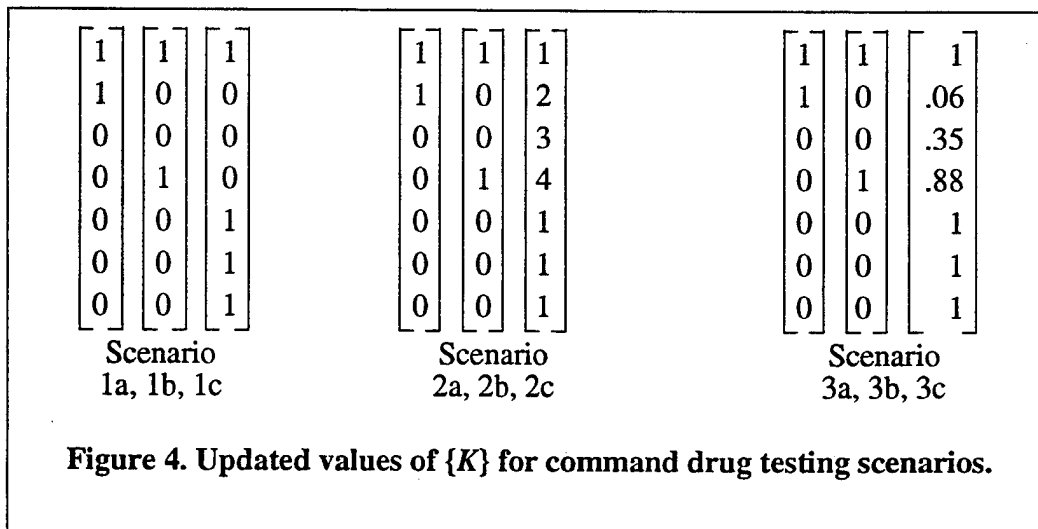 1 1 1 1 1 1 1 1 1
1 0 0 1 0 2 1 0 .06
0 0 0 0 0 3 0 0 .35
0 1 0 0 1 4 0 1 .88
0 0 1 0 0 1 0 0 1
0 0 1 0 0 1 0 0 1
0 0 1 0 0 1 0 0 1
Scenario Scenario Scenario
1a, 1b, 1c 2a, 2b, 2c 3a, 3b, 3c
Figure 4. Updated values of {K} for command drug testing scenarios.